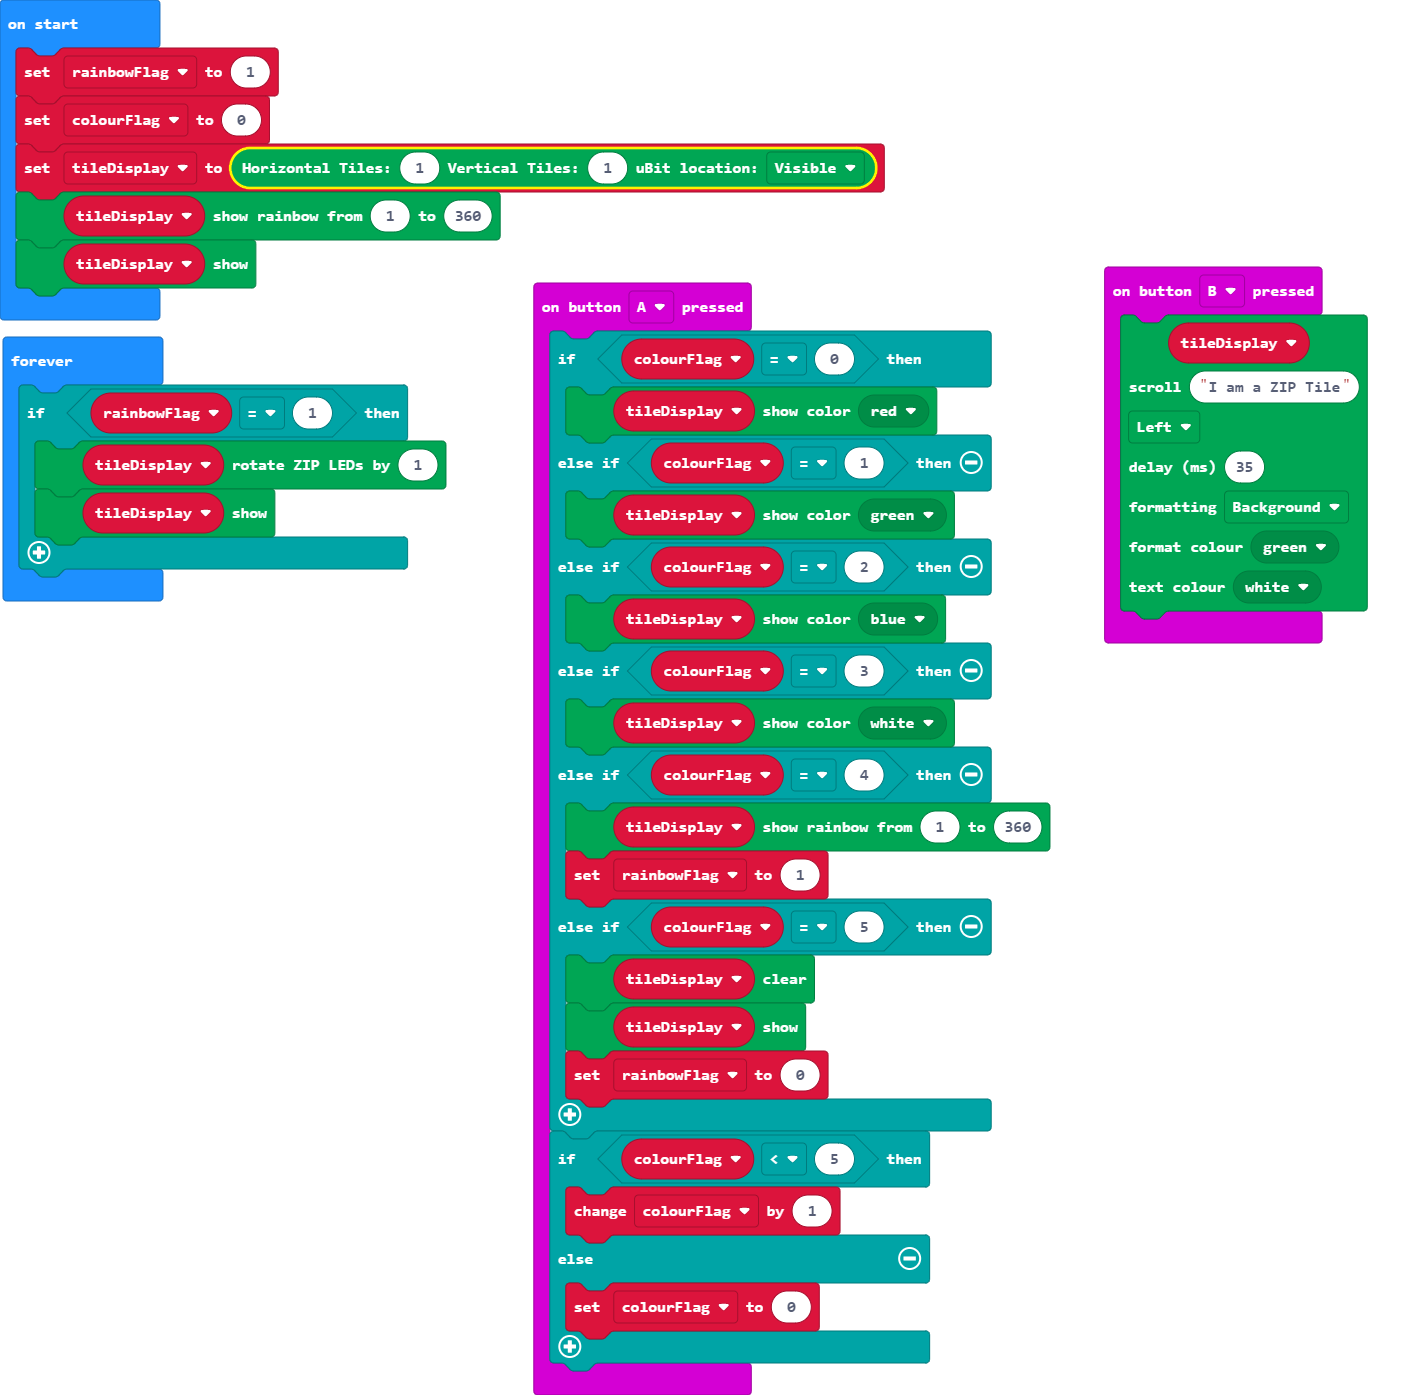 on start
set rainbowFlag to 1
set colourFlag to 0
set tileDisplay to Horizontal Tiles: 1 Vertical Tiles: 1 uBit location: Visible
tileDisplay show rainbow from 1 to 360
tileDisplay show
forever
if rainbowFlag = 1 then
tileDisplay rotate ZIP LEDs by 1
tileDisplay show
on button A pressed
if colourFlag = 0 then
tileDisplay show color red
else if colourFlag = 1 then
tileDisplay show color green
else if colourFlag = 2 then
tileDisplay show color blue
else if colourFlag = 3 then
tileDisplay show color white
else if colourFlag = 4 then
tileDisplay show rainbow from 1 to 360
set rainbowFlag to 1
else if colourFlag = 5 then
tileDisplay clear
tileDisplay show
set rainbowFlag to 0
if colourFlag < 5 then
change colourFlag by 1
else
set colourFlag to 0
on button B pressed
tileDisplay
scroll "I am a ZIP Tile"
Left
delay (ms) 35
formatting Background
format colour green
text colour white